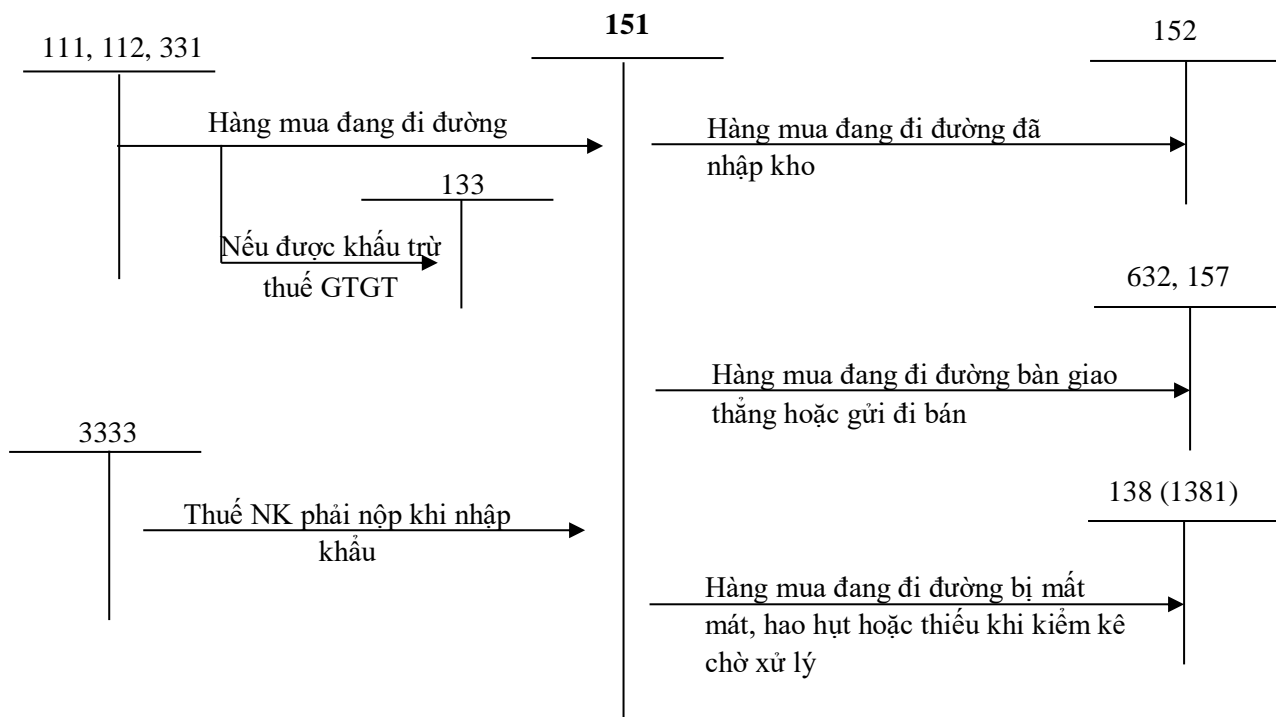 111, 112, 331
151
152
Hàng mua đang đi đường
Hàng mua đang đi đường đã
nhập kho
133
Nếu được khấu trừ
thuế GTGT
632, 157
Hàng mua đang đi đường bàn giao
thẳng hoặc gửi đi bán
3333
Thuế NK phải nộp khi nhập
khẩu
138 (1381)
Hàng mua đang đi đường bị mất
mát, hao hụt hoặc thiếu khi kiểm kê
chờ xử lý